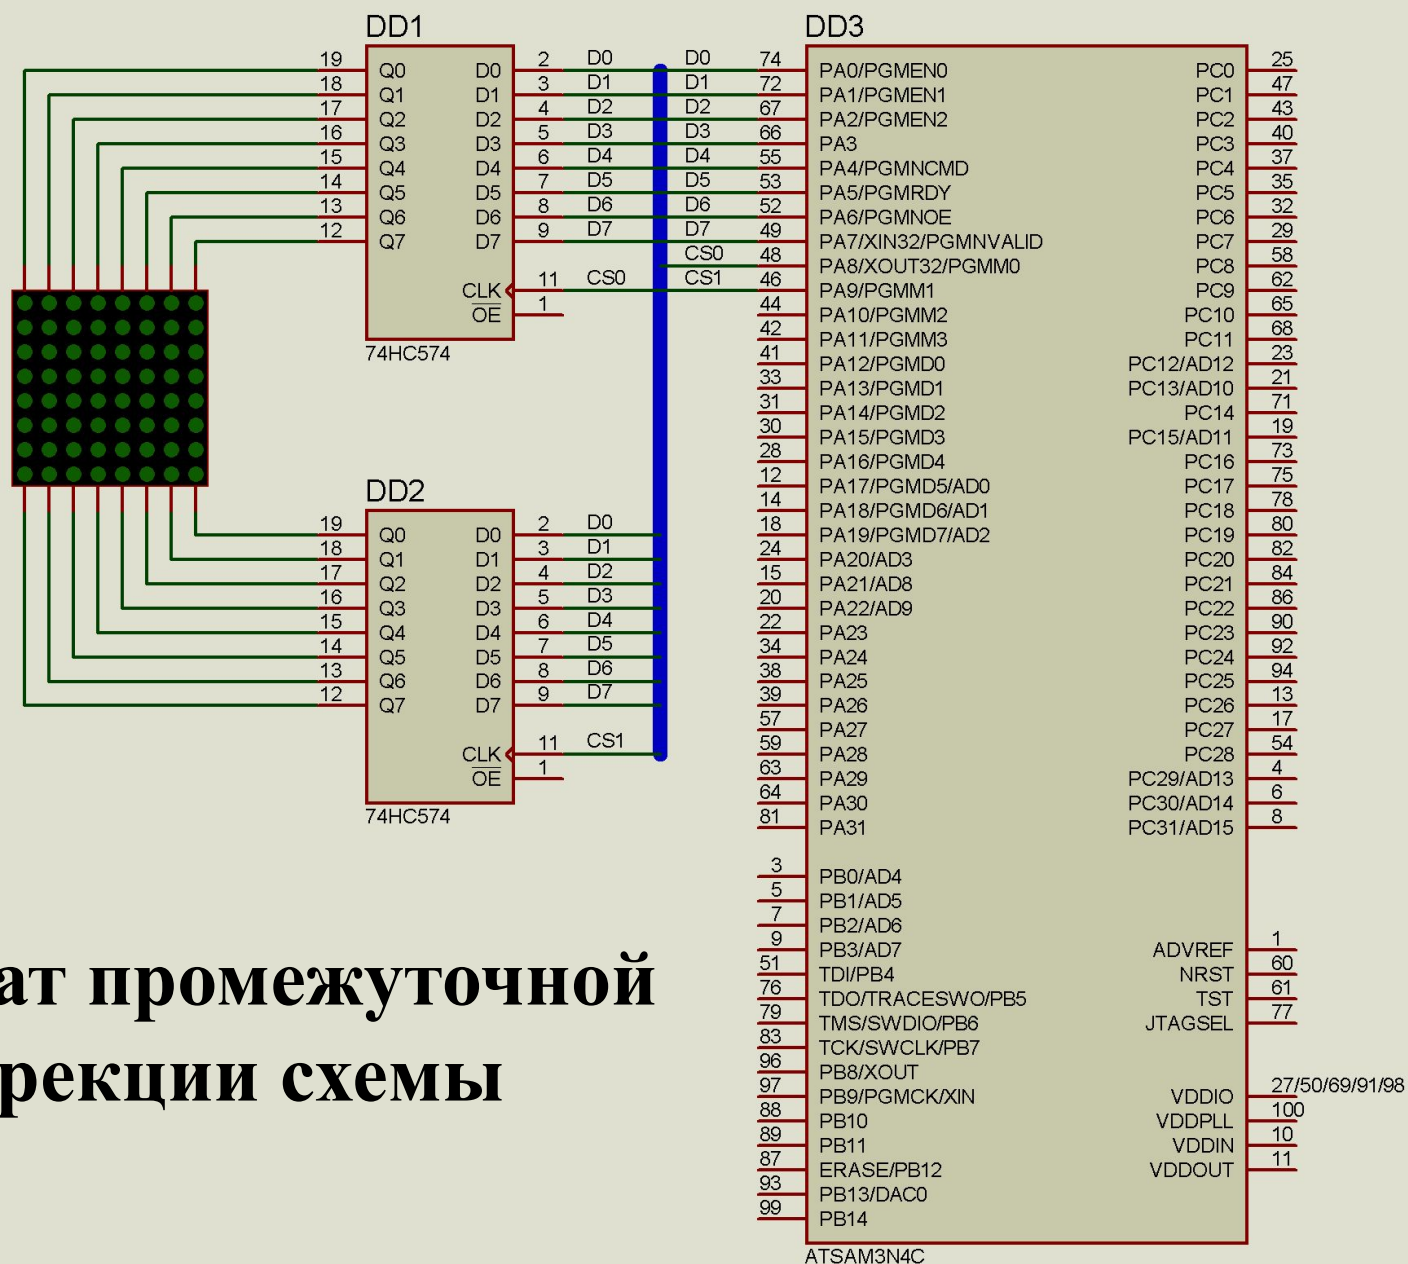 DD1
19 Q0 D0 2 D0
18 Q1 D1 3 D1
17 Q2 D2 4 D2
16 Q3 D3 5 D3
15 Q4 D4 6 D4
14 Q5 D5 7 D5
13 Q6 D6 8 D6
12 Q7 D7 9 D7
CLK 11 CS0
OE 1
74HC574
DD2
19 Q0 D0 2 D0
18 Q1 D1 3 D1
17 Q2 D2 4 D2
16 Q3 D3 5 D3
15 Q4 D4 6 D4
14 Q5 D5 7 D5
13 Q6 D6 8 D6
12 Q7 D7 9 D7
CLK 11 CS1
OE 1
74HC574
DD3
D0 74 PA0/PGMEN0 PC0 25
D1 72 PA1/PGMEN1 PC1 47
D2 67 PA2/PGMEN2 PC2 43
D3 66 PA3 PC3 40
D4 55 PA4/PGMNCMD PC4 37
D5 53 PA5/PGMRDY PC5 35
D6 52 PA6/PGMNOE PC6 32
D7 49 PA7/XIN32/PGMNVALID PC7 29
CS0 48 PA8/XOUT32/PGMM0 PC8 58
CS1 46 PA9/PGMM1 PC9 62
44 PA10/PGMM2 PC10 65
42 PA11/PGMM3 PC11 68
41 PA12/PGMD0 PC12/AD12 23
33 PA13/PGMD1 PC13/AD10 21
31 PA14/PGMD2 PC14 71
30 PA15/PGMD3 PC15/AD11 19
28 PA16/PGMD4 PC16 73
12 PA17/PGMD5/AD0 PC17 75
14 PA18/PGMD6/AD1 PC18 78
18 PA19/PGMD7/AD2 PC19 80
24 PA20/AD3 PC20 82
15 PA21/AD8 PC21 84
20 PA22/AD9 PC22 86
22 PA23 PC23 90
34 PA24 PC24 92
38 PA25 PC25 94
39 PA26 PC26 13
57 PA27 PC27 17
59 PA28 PC28 54
63 PA29 PC29/AD13 4
64 PA30 PC30/AD14 6
81 PA31 PC31/AD15 8
3 PB0/AD4
5 PB1/AD5
7 PB2/AD6
9 PB3/AD7 ADVREF 1
51 TDI/PB4 NRST 60
76 TDO/TRACESWO/PB5 TST 61
79 TMS/SWDIO/PB6 JTAGSEL 77
83 TCK/SWCLK/PB7
96 PB8/XOUT
97 PB9/PGMCK/XIN VDDIO 27/50/69/91/98
88 PB10 VDDPLL 100
89 PB11 VDDIN 10
87 ERASE/PB12 VDDOUT 11
93 PB13/DAC0
99 PB14
ATSAM3N4C
ат промежуточной
рекции схемы